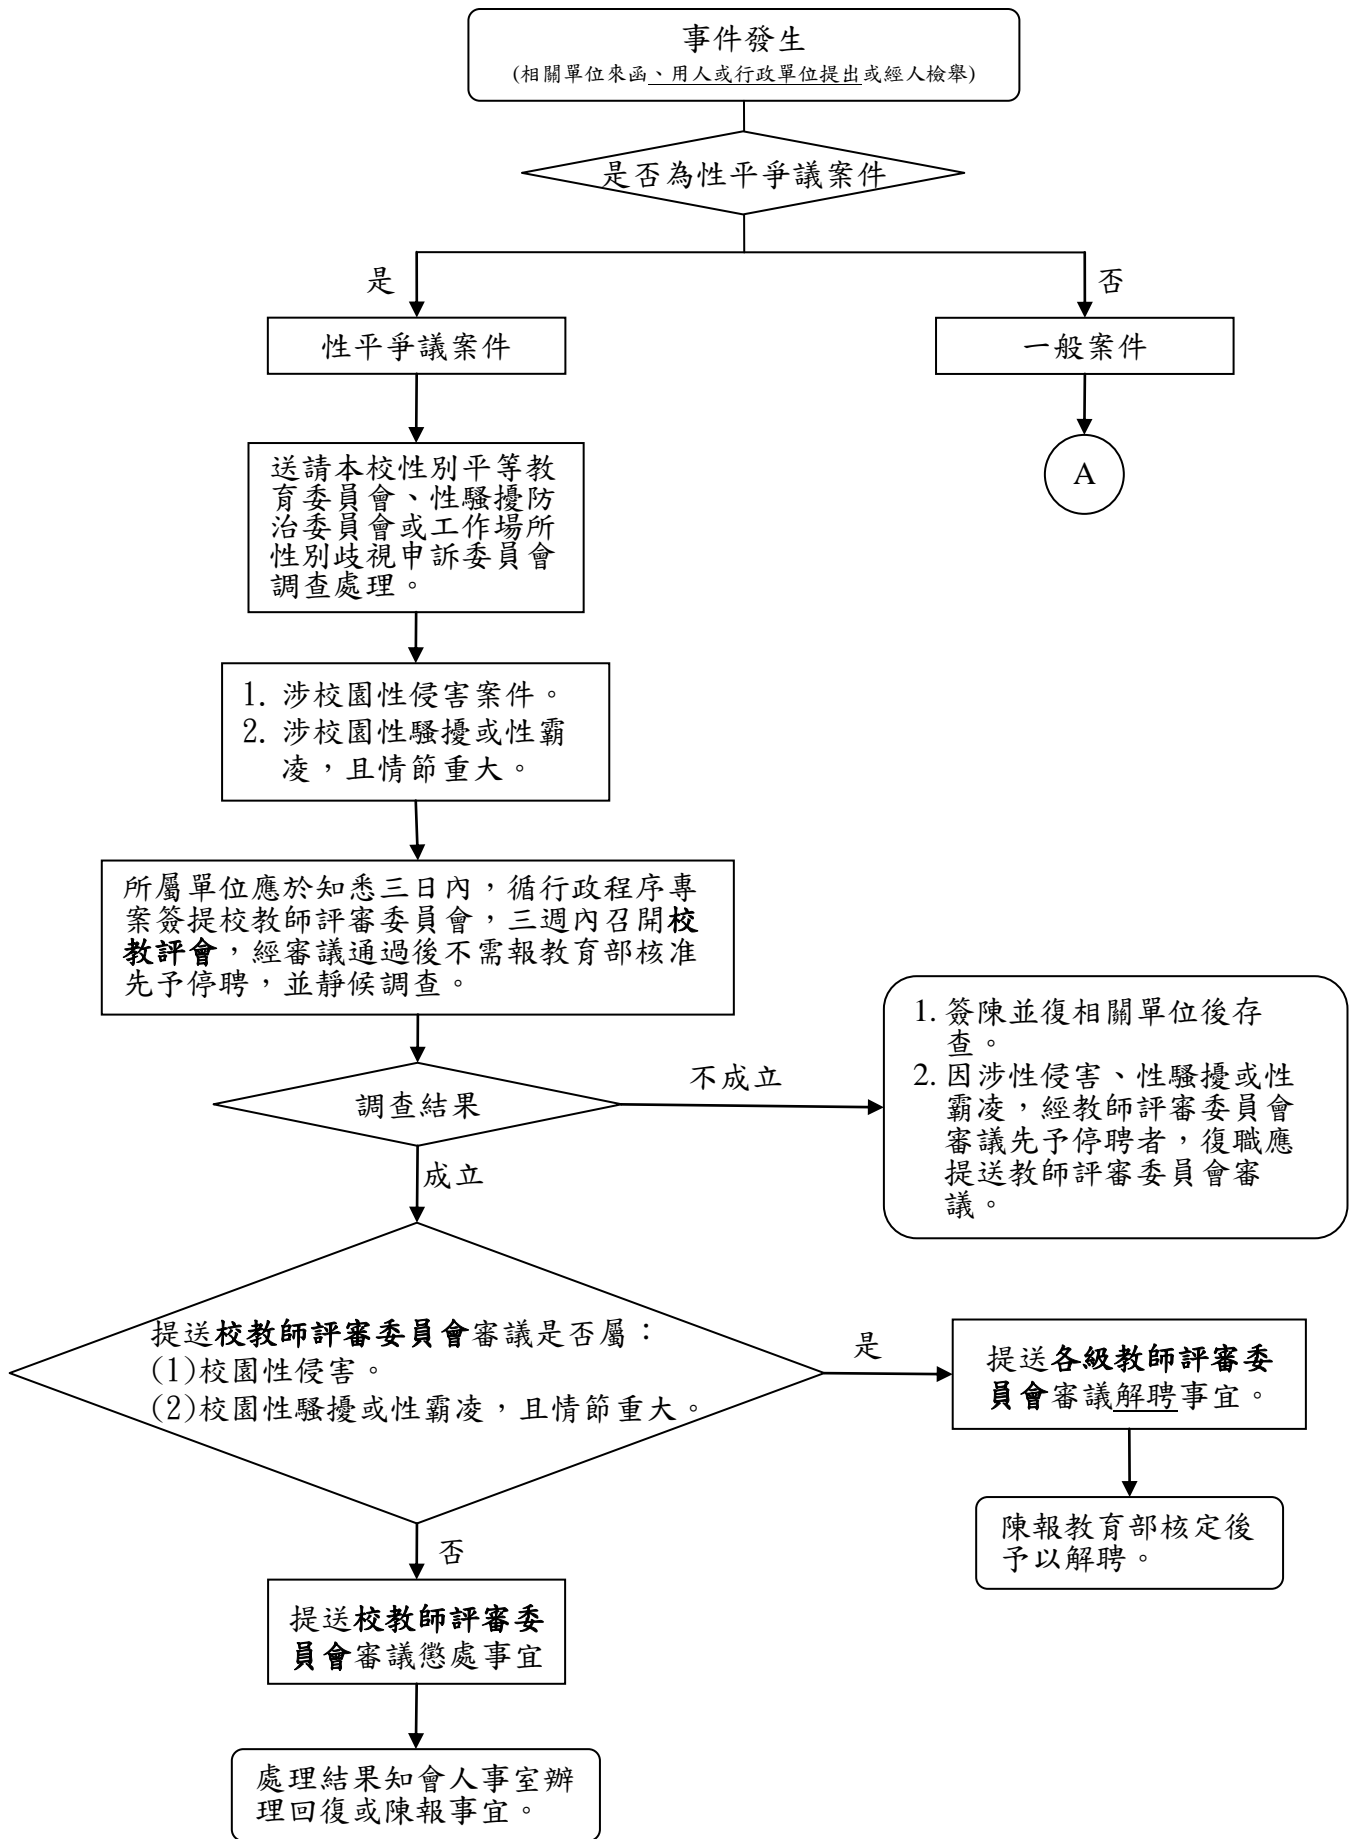 事件發生
(相關單位來函、用人或行政單位提出或經人檢舉)
是否為性平爭議案件
是
否
性平爭議案件
一般案件
A
送請本校性別平等教
育委員會、性騷擾防
治委員會或工作場所
性別歧視申訴委員會
調查處理。
1. 涉校園性侵害案件。
2. 涉校園性騷擾或性霸
凌，且情節重大。
所屬單位應於知悉三日內，循行政程序專
案簽提校教師評審委員會，三週內召開校
教評會，經審議通過後不需報教育部核准
先予停聘，並靜候調查。
調查結果
不成立
1. 簽陳並復相關單位後存
查。
2. 因涉性侵害、性騷擾或性
霸凌，經教師評審委員會
審議先予停聘者，復職應
提送教師評審委員會審
議。
成立
提送校教師評審委員會審議是否屬：
(1)校園性侵害。
(2)校園性騷擾或性霸凌，且情節重大。
是
提送各級教師評審委
員會審議解聘事宜。
陳報教育部核定後
予以解聘。
否
提送校教師評審委
員會審議懲處事宜
處理結果知會人事室辦
理回復或陳報事宜。